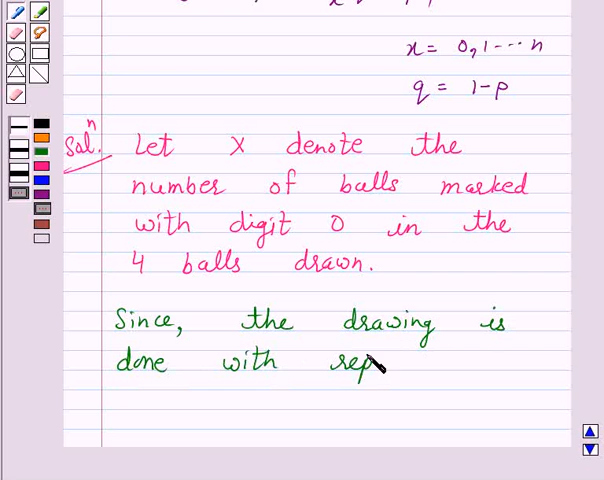 x = 0, 1 --- n
q = 1-p
Solⁿ. Let X denote the
number of balls marked
with digit 0 in the
4 balls drawn.
Since, the drawing is
done with rep